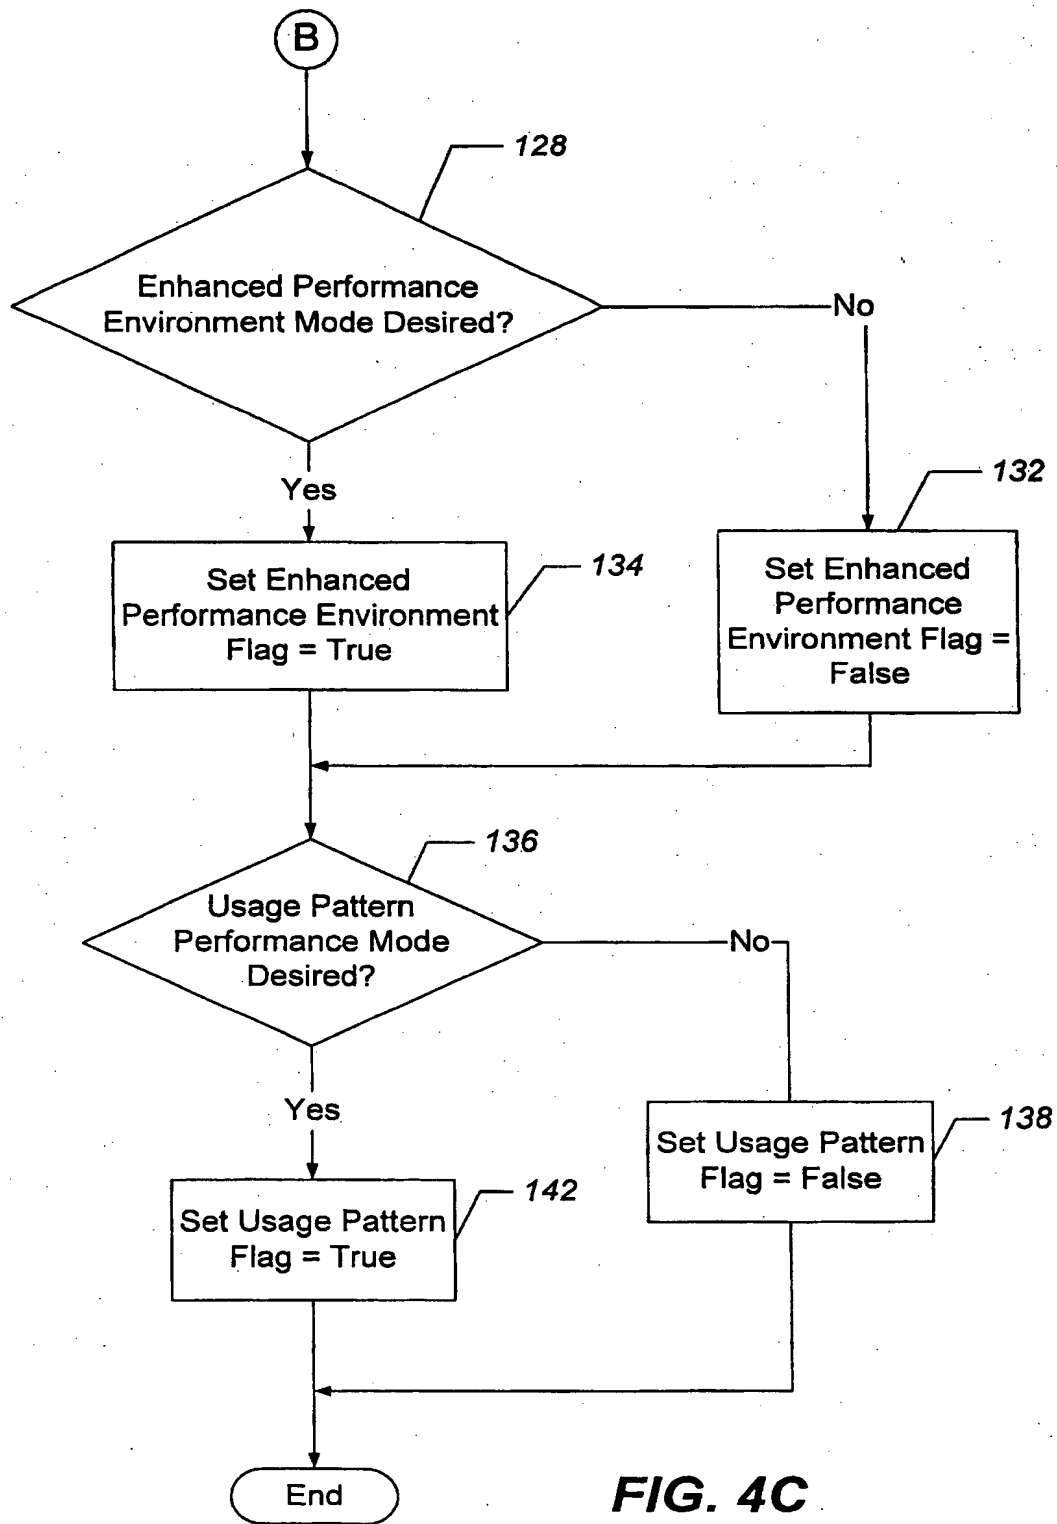 B
128
Enhanced Performance
Environment Mode Desired?
No
Yes
132
134
Set Enhanced
Performance Environment
Flag = True
Set Enhanced
Performance
Environment Flag =
False
136
Usage Pattern
Performance Mode
Desired?
No
Yes
138
Set Usage Pattern
Flag = False
142
Set Usage Pattern
Flag = True
End
FIG. 4C